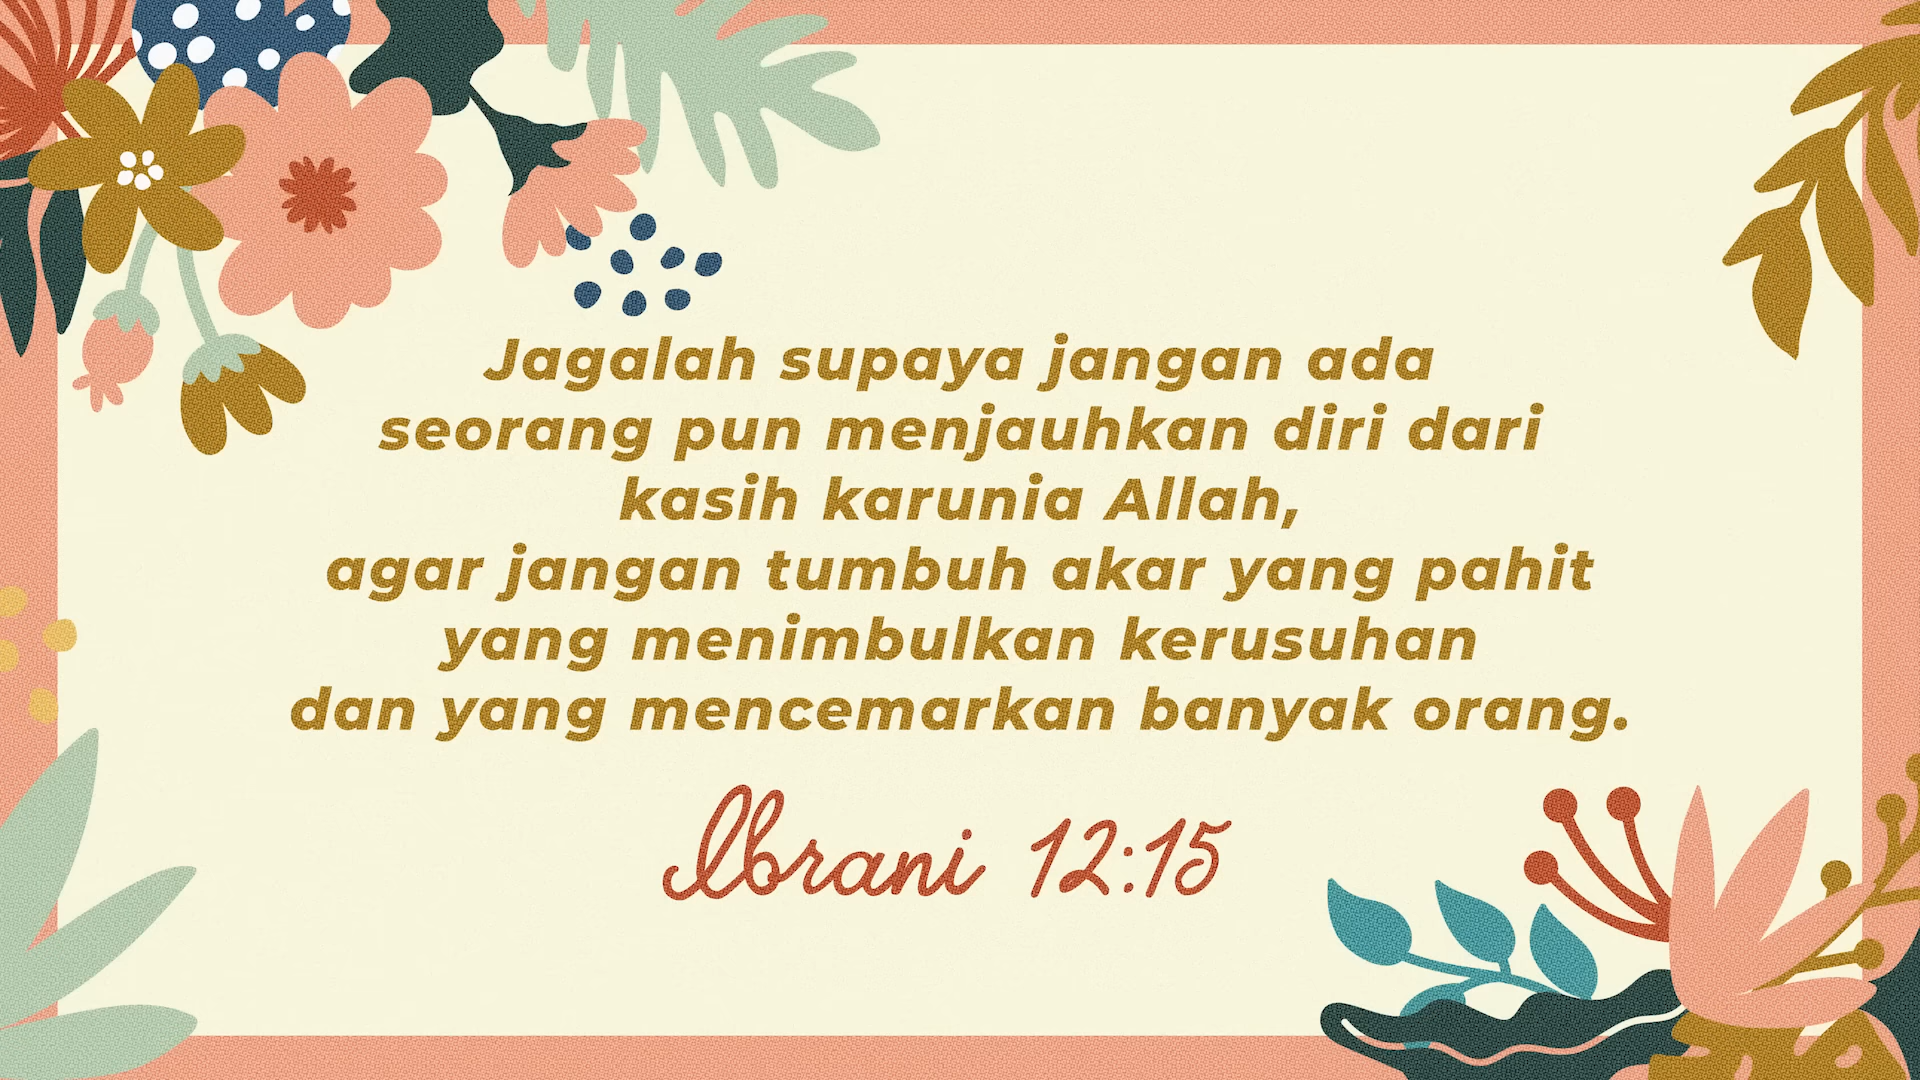 Jagalah supaya jangan ada
seorang pun menjauhkan diri dari
kasih karunia Allah,
agar jangan tumbuh akar yang pahit
yang menimbulkan kerusuhan
dan yang mencemarkan banyak orang.
Ibrani 12:15